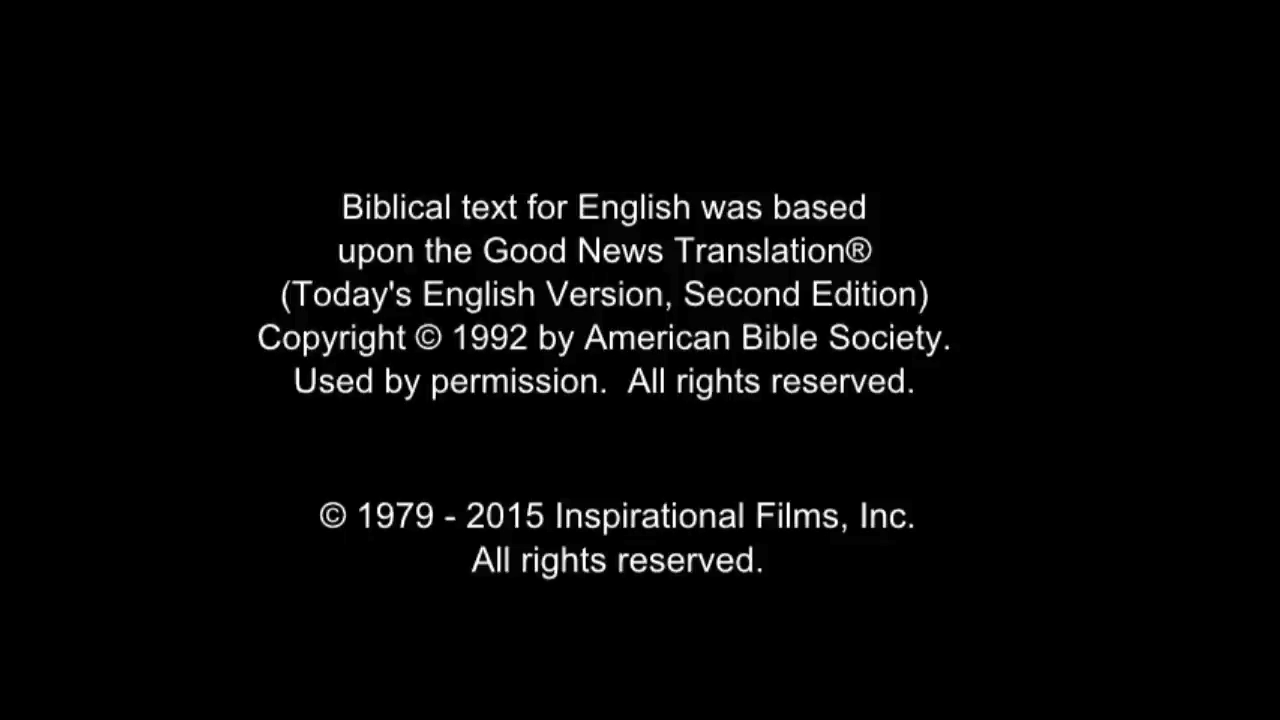 Biblical text for English was based
upon the Good News Translation®
(Today's English Version, Second Edition)
Copyright © 1992 by American Bible Society.
Used by permission.  All rights reserved.
© 1979 - 2015 Inspirational Films, Inc.
All rights reserved.